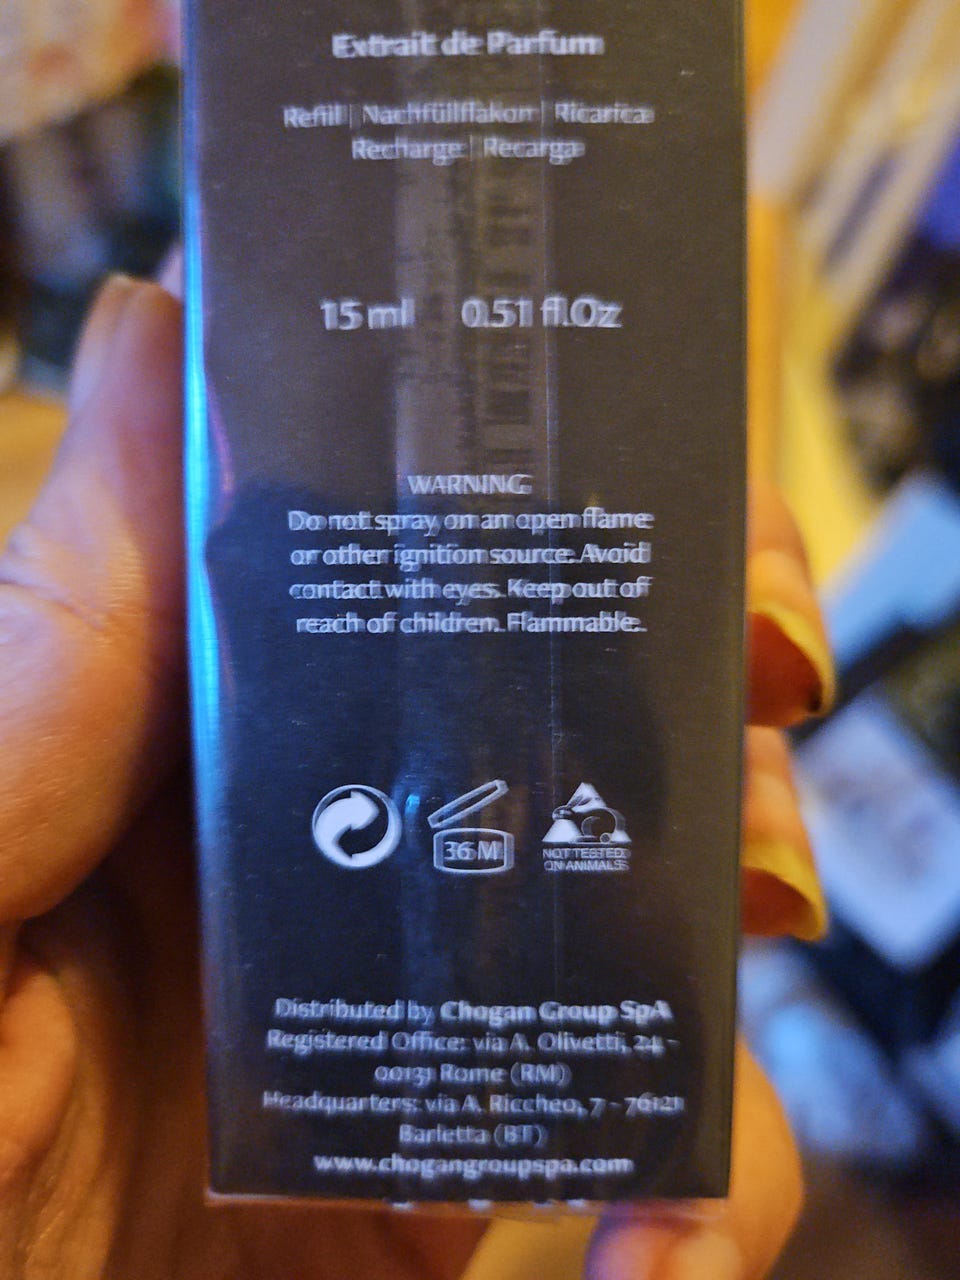 Extrait de Parfum
Refill | Nachfüllflakon | Ricarica
Recharge | Recarga
15 ml 0.51 fl.Oz
WARNING
Do not spray on an open flame
or other ignition source. Avoid
contact with eyes. Keep out of
reach of children. Flammable.
36 M
NOT TESTED
ON ANIMALS
Distributed by Chogan Group SpA
Registered Office: via A. Olivetti, 24 -
00131 Rome (RM)
Headquarters: via A. Riccheo, 7 - 76121
Barletta (BT)
www.chogangroupspa.com